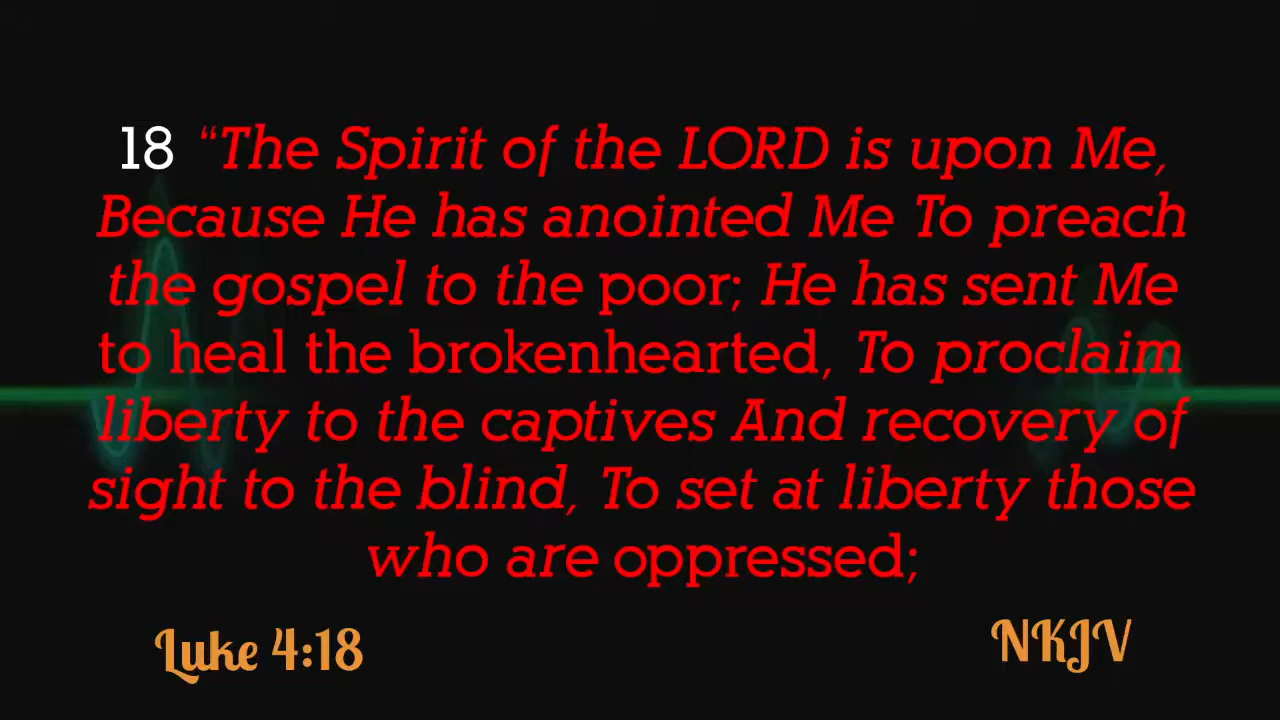 18 “The Spirit of the LORD is upon Me,
Because He has anointed Me To preach
the gospel to the poor; He has sent Me
to heal the brokenhearted, To proclaim
liberty to the captives And recovery of
sight to the blind, To set at liberty those
who are oppressed;
Luke 4:18
NKJV